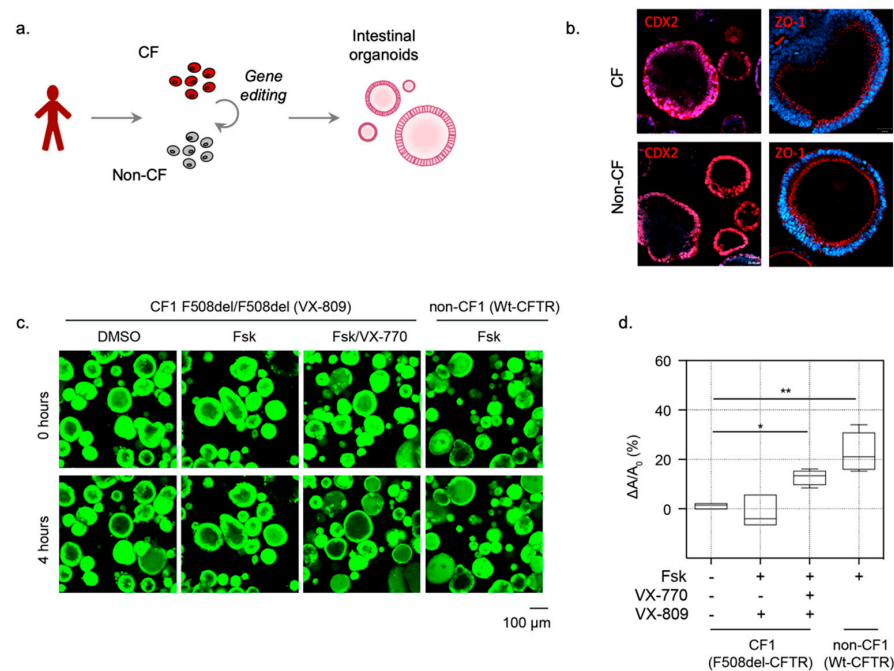 a.
CF
Gene
editing
Non-CF
Intestinal
organoids
b.
CF
CDX2
ZO-1
Non-CF
CDX2
ZO-1
c.
CF1 F508del/F508del (VX-809)
non-CF1 (Wt-CFTR)
DMSO
Fsk
Fsk/VX-770
Fsk
0 hours
4 hours
100 μm
d.
ΔA/A₀ (%)
60
40
20
0
**
*
Fsk - + + +
VX-770 - - +
VX-809 - + +
CF1
(F508del-CFTR)
non-CF1
(Wt-CFTR)